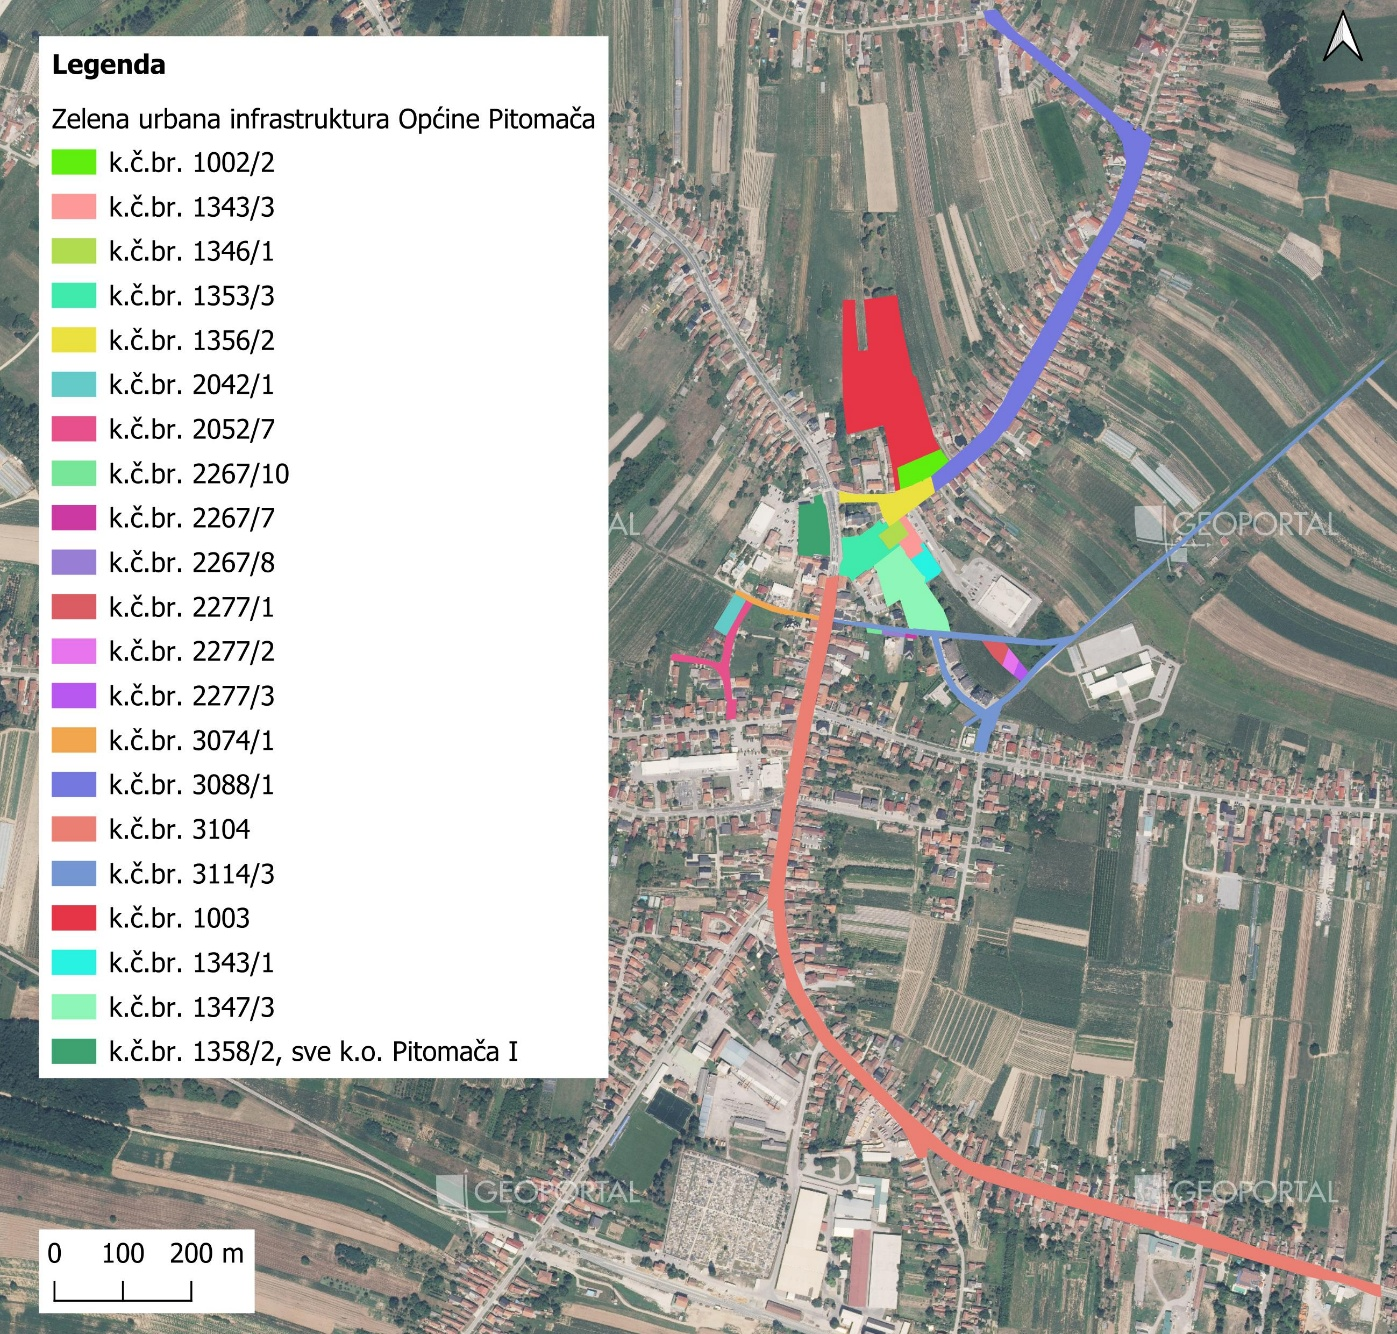 Legenda
Zelena urbana infrastruktura Općine Pitomača
k.č.br. 1002/2
k.č.br. 1343/3
k.č.br. 1346/1
k.č.br. 1353/3
k.č.br. 1356/2
k.č.br. 2042/1
k.č.br. 2052/7
k.č.br. 2267/10
k.č.br. 2267/7
k.č.br. 2267/8
k.č.br. 2277/1
k.č.br. 2277/2
k.č.br. 2277/3
k.č.br. 3074/1
k.č.br. 3088/1
k.č.br. 3104
k.č.br. 3114/3
k.č.br. 1003
k.č.br. 1343/1
k.č.br. 1347/3
k.č.br. 1358/2, sve k.o. Pitomača I
AL
GEOPORTAL
GEOPORTAL
GEOPORTAL
0 100 200 m